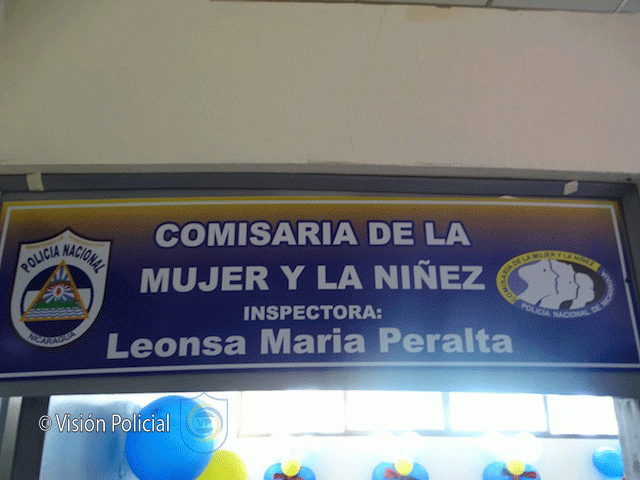 COMISARIA DE LA
MUJER Y LA NIÑEZ
INSPECTORA:
Leonsa Maria Peralta
POLICIA NACIONAL
NICARAGUA
COMISARIA DE LA MUJER Y LA NIÑEZ
POLICIA NACIONAL DE NICARAGUA
© Visión Policial